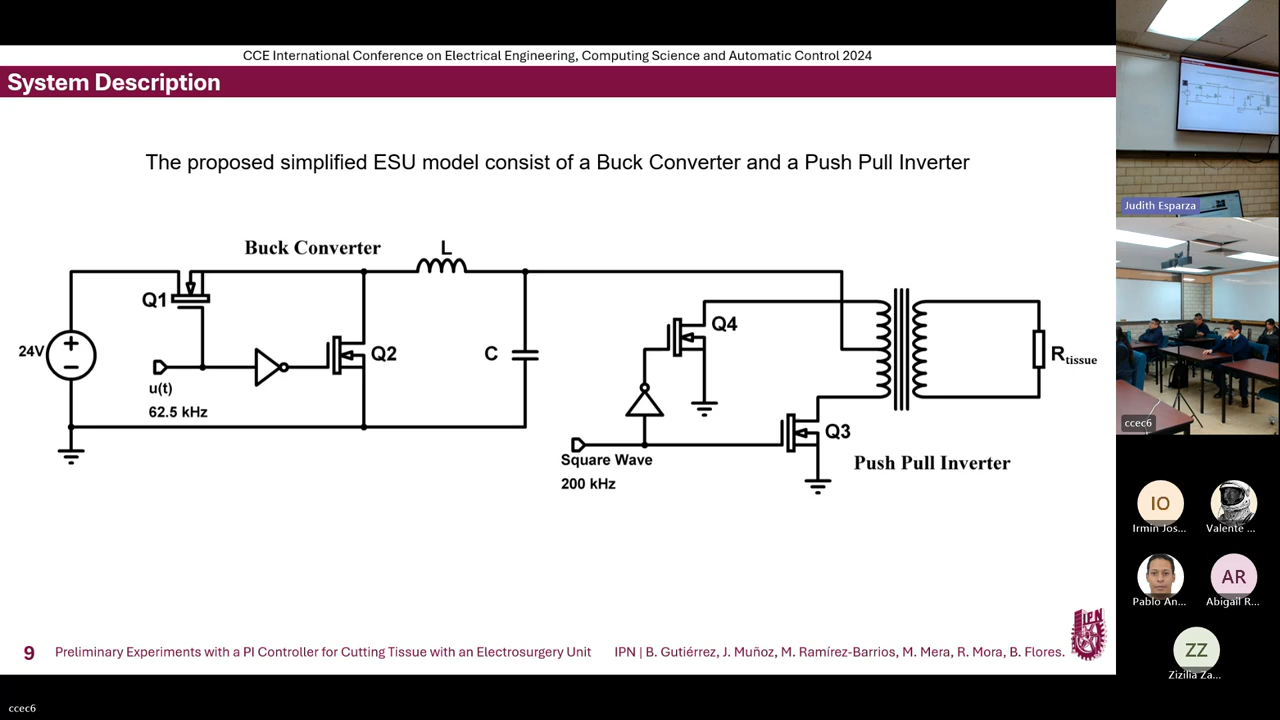 CCE International Conference on Electrical Engineering, Computing Science and Automatic Control 2024
System Description
The proposed simplified ESU model consist of a Buck Converter and a Push Pull Inverter
Buck Converter
L
Q1
24V
u(t)
62.5 kHz
Q2
C
Q4
Square Wave
200 kHz
Q3
Rtissue
Push Pull Inverter
9
Preliminary Experiments with a PI Controller for Cutting Tissue with an Electrosurgery Unit
IPN | B. Gutiérrez, J. Muñoz, M. Ramírez-Barrios, M. Mera, R. Mora, B. Flores.
IPN
ccec6
Judith Esparza
ccec6
IO
Irmin Jos...
Valente ...
Pablo An...
AR
Abigail R...
ZZ
Zizilia Za...